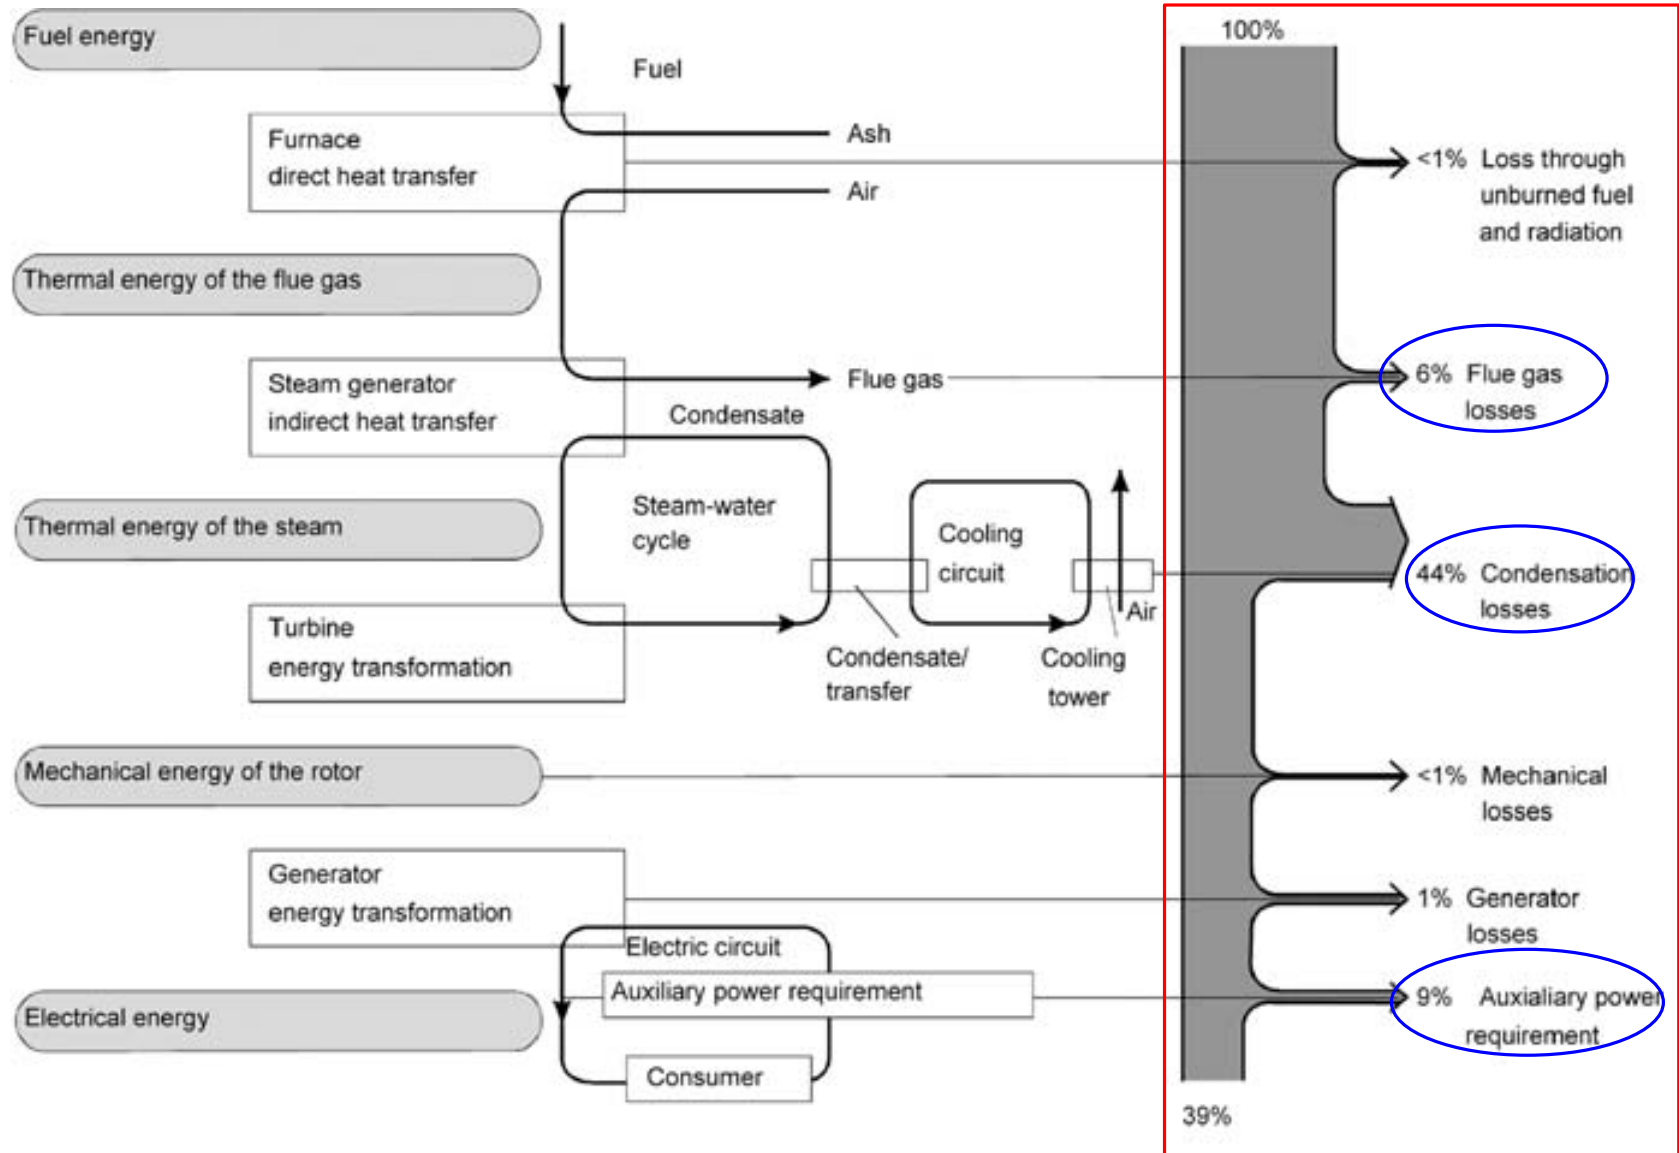 Fuel energy
Fuel
Furnace
direct heat transfer
Ash
Air
Thermal energy of the flue gas
Steam generator
indirect heat transfer
Flue gas
Condensate
Thermal energy of the steam
Steam-water
cycle
Cooling
circuit
Air
Turbine
energy transformation
Condensate/
transfer
Cooling
tower
Mechanical energy of the rotor
Generator
energy transformation
Electric circuit
Auxiliary power requirement
Electrical energy
Consumer
100%
<1% Loss through
unburned fuel
and radiation
6% Flue gas
losses
44% Condensation
losses
<1% Mechanical
losses
1% Generator
losses
9% Auxialiary power
requirement
39%